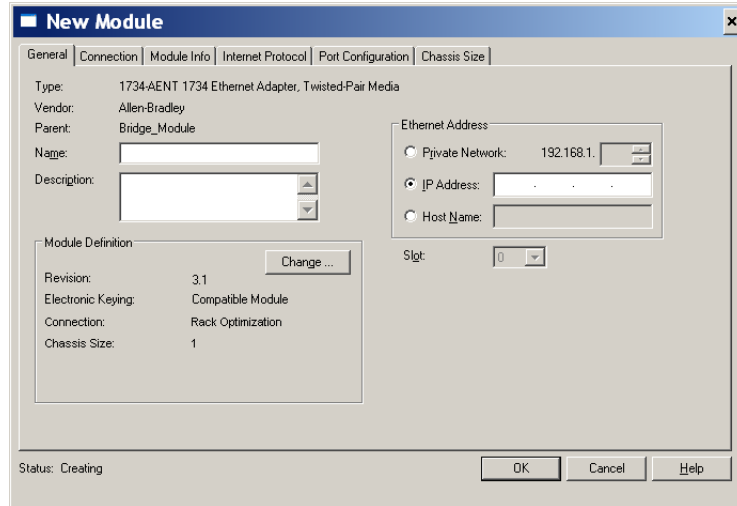 New Module
General Connection Module Info Internet Protocol Port Configuration Chassis Size
Type: 1734-AENT 1734 Ethernet Adapter, Twisted-Pair Media
Vendor: Allen-Bradley
Parent: Bridge_Module
Name:
Description:
Ethernet Address
Private Network: 192.168.1.
IP Address: . . .
Host Name:
Slot: 0
Module Definition
Change ...
Revision: 3.1
Electronic Keying: Compatible Module
Connection: Rack Optimization
Chassis Size: 1
Status: Creating
OK Cancel Help